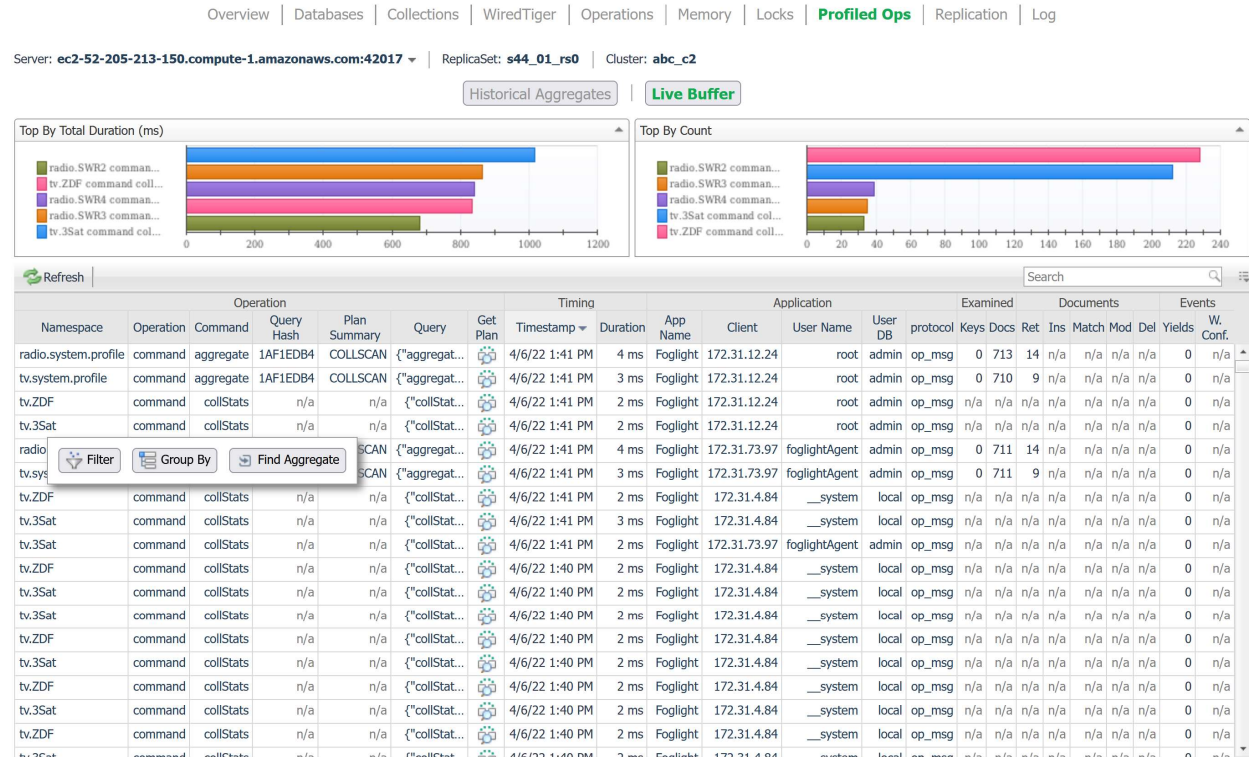 Overview | Databases | Collections | WiredTiger | Operations | Memory | Locks | Profiled Ops | Replication | Log
Server: ec2-52-205-213-150.compute-1.amazonaws.com:42017 | ReplicaSet: s44_01_rs0 | Cluster: abc_c2
Historical Aggregates | Live Buffer
Top By Total Duration (ms)
radio.SWR2 comman...
tv.ZDF command coll...
radio.SWR4 comman...
radio.SWR3 comman...
tv.3Sat command col...
0 200 400 600 800 1000 1200
Top By Count
radio.SWR2 comman...
radio.SWR3 comman...
radio.SWR4 comman...
tv.3Sat command col...
tv.ZDF command coll...
0 20 40 60 80 100 120 140 160 180 200 220 240
Refresh | Search
Operation Timing Application Examined Documents Events
Namespace Operation Command Query Hash Plan Summary Query Get Plan Timestamp Duration App Name Client User Name User DB protocol Keys Docs Ret Ins Match Mod Del Yields W. Conf.
radio.system.profile command aggregate 1AF1EDB4 COLLSCAN {"aggregat... 4/6/22 1:41 PM 4 ms Foglight 172.31.12.24 root admin op_msg 0 713 14 n/a n/a n/a n/a 0 n/a
tv.system.profile command aggregate 1AF1EDB4 COLLSCAN {"aggregat... 4/6/22 1:41 PM 3 ms Foglight 172.31.12.24 root admin op_msg 0 710 9 n/a n/a n/a n/a 0 n/a
tv.ZDF command collStats n/a n/a {"collStat... 4/6/22 1:41 PM 2 ms Foglight 172.31.12.24 root admin op_msg n/a n/a n/a n/a n/a n/a n/a 0 n/a
tv.3Sat command collStats n/a n/a {"collStat... 4/6/22 1:41 PM 2 ms Foglight 172.31.12.24 root admin op_msg n/a n/a n/a n/a n/a n/a n/a 0 n/a
radio SCAN {"aggregat... 4/6/22 1:41 PM 4 ms Foglight 172.31.73.97 foglightAgent admin op_msg 0 711 14 n/a n/a n/a n/a 0 n/a
Filter Group By Find Aggregate
tv.sys SCAN {"aggregat... 4/6/22 1:41 PM 3 ms Foglight 172.31.73.97 foglightAgent admin op_msg 0 711 9 n/a n/a n/a n/a 0 n/a
tv.ZDF command collStats n/a n/a {"collStat... 4/6/22 1:41 PM 2 ms Foglight 172.31.4.84 __system local op_msg n/a n/a n/a n/a n/a n/a n/a 0 n/a
tv.3Sat command collStats n/a n/a {"collStat... 4/6/22 1:41 PM 3 ms Foglight 172.31.4.84 __system local op_msg n/a n/a n/a n/a n/a n/a n/a 0 n/a
tv.3Sat command collStats n/a n/a {"collStat... 4/6/22 1:41 PM 2 ms Foglight 172.31.73.97 foglightAgent admin op_msg n/a n/a n/a n/a n/a n/a n/a 0 n/a
tv.ZDF command collStats n/a n/a {"collStat... 4/6/22 1:40 PM 2 ms Foglight 172.31.4.84 __system local op_msg n/a n/a n/a n/a n/a n/a n/a 0 n/a
tv.3Sat command collStats n/a n/a {"collStat... 4/6/22 1:40 PM 2 ms Foglight 172.31.4.84 __system local op_msg n/a n/a n/a n/a n/a n/a n/a 0 n/a
tv.3Sat command collStats n/a n/a {"collStat... 4/6/22 1:40 PM 2 ms Foglight 172.31.4.84 __system local op_msg n/a n/a n/a n/a n/a n/a n/a 0 n/a
tv.ZDF command collStats n/a n/a {"collStat... 4/6/22 1:40 PM 2 ms Foglight 172.31.4.84 __system local op_msg n/a n/a n/a n/a n/a n/a n/a 0 n/a
tv.3Sat command collStats n/a n/a {"collStat... 4/6/22 1:40 PM 2 ms Foglight 172.31.4.84 __system local op_msg n/a n/a n/a n/a n/a n/a n/a 0 n/a
tv.ZDF command collStats n/a n/a {"collStat... 4/6/22 1:40 PM 2 ms Foglight 172.31.4.84 __system local op_msg n/a n/a n/a n/a n/a n/a n/a 0 n/a
tv.3Sat command collStats n/a n/a {"collStat... 4/6/22 1:40 PM 2 ms Foglight 172.31.4.84 __system local op_msg n/a n/a n/a n/a n/a n/a n/a 0 n/a
tv.ZDF command collStats n/a n/a {"collStat... 4/6/22 1:40 PM 2 ms Foglight 172.31.4.84 __system local op_msg n/a n/a n/a n/a n/a n/a n/a 0 n/a